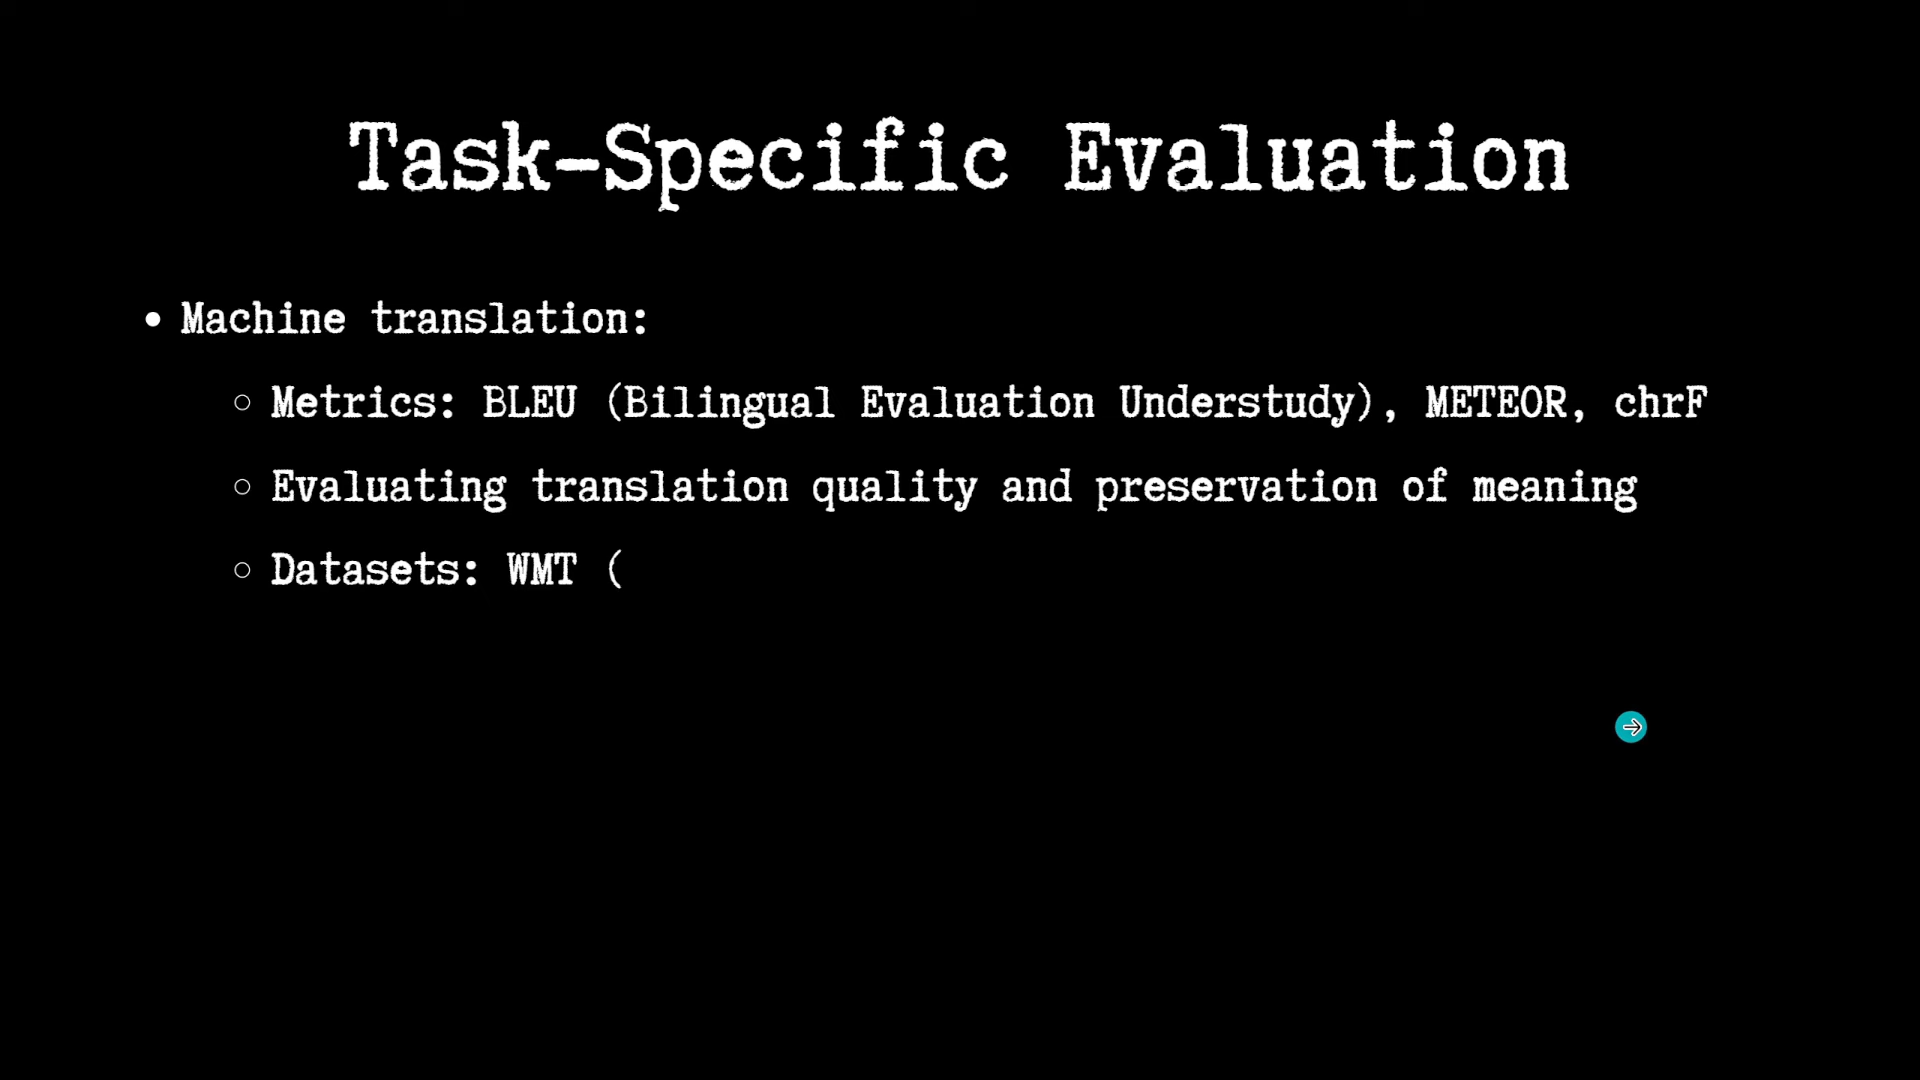 Task-Specific Evaluation
• Machine translation:
○ Metrics: BLEU (Bilingual Evaluation Understudy), METEOR, chrF
○ Evaluating translation quality and preservation of meaning
○ Datasets: WMT (